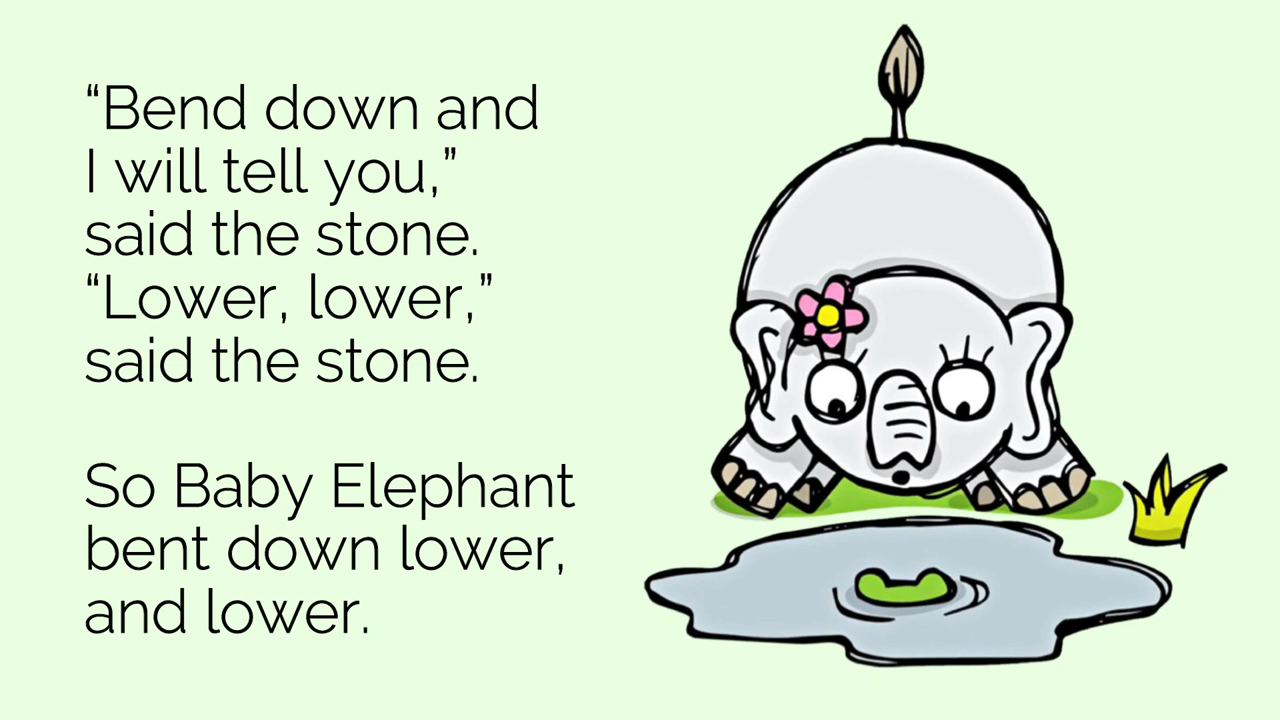 “Bend down and
I will tell you,”
said the stone.
“Lower, lower,”
said the stone.
So Baby Elephant
bent down lower,
and lower.